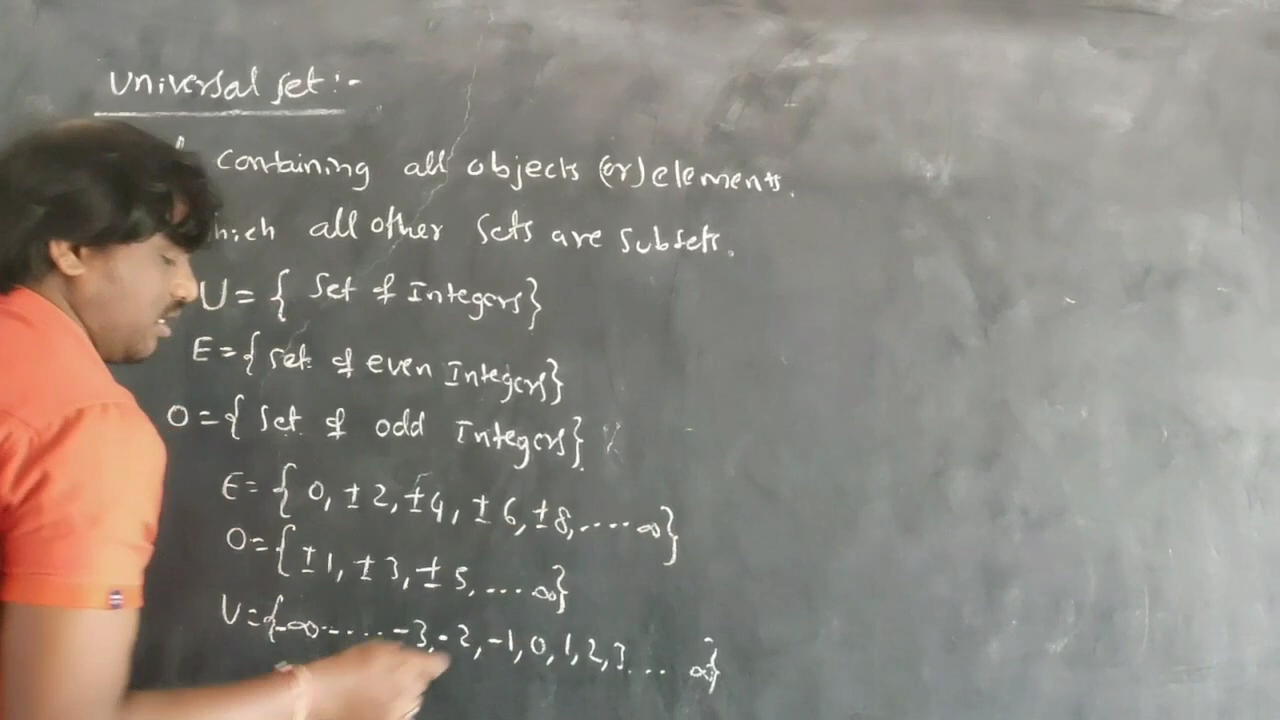 Universal set :-
containing all objects (or) elements.
all other sets are subsets.
U = { set of Integers}
E = { set of even Integers}
O = { set of odd Integers}
E = { 0, ± 2, ±4, ± 6, ±8, ..... ∞}
O = { ±1, ± 3, ± 5, ... ∞}
U = {-∞ ..... -3, -2, -1, 0, 1, 2, 3 ... ∞}